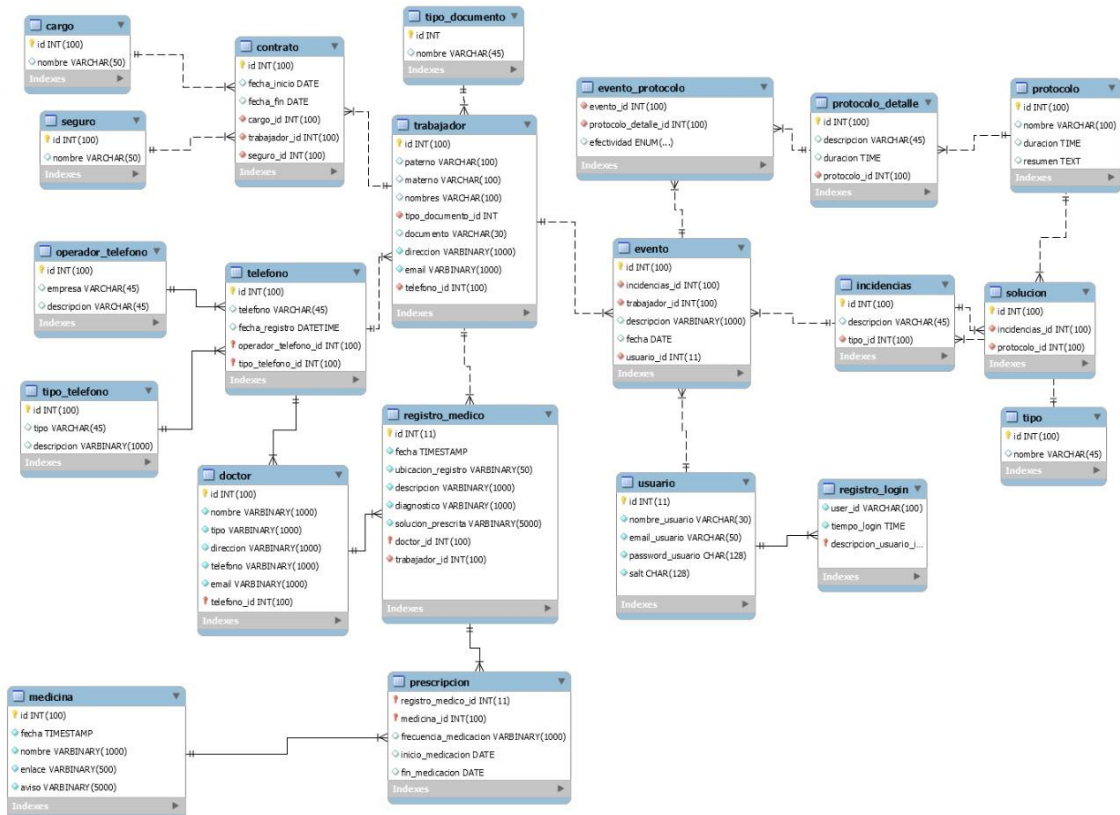 cargo
id INT(100)
nombre VARCHAR(50)
Indexes
seguro
id INT(100)
nombre VARCHAR(50)
Indexes
contrato
id INT(100)
fecha_inicio DATE
fecha_fin DATE
cargo_id INT(100)
trabajador_id INT(100)
seguro_id INT(100)
Indexes
tipo_documento
id INT
nombre VARCHAR(45)
Indexes
trabajador
id INT(100)
paterno VARCHAR(100)
materno VARCHAR(100)
nombres VARCHAR(100)
tipo_documento_id INT
documento VARCHAR(30)
direccion VARBINARY(1000)
email VARBINARY(1000)
telefono_id INT(100)
Indexes
evento_protocolo
evento_id INT(100)
protocolo_detalle_id INT(100)
efectividad ENUM(...)
Indexes
protocolo_detalle
id INT(100)
descripcion VARCHAR(45)
duracion TIME
protocolo_id INT(100)
Indexes
protocolo
id INT(100)
nombre VARCHAR(100)
duracion TIME
resumen TEXT
Indexes
operador_telefono
id INT(100)
empresa VARCHAR(45)
descripcion VARCHAR(45)
Indexes
telefono
id INT(100)
telefono VARCHAR(45)
fecha_registro DATETIME
operador_telefono_id INT(100)
tipo_telefono_id INT(100)
Indexes
evento
id INT(100)
incidencias_id INT(100)
trabajador_id INT(100)
descripcion VARBINARY(1000)
fecha DATE
usuario_id INT(11)
Indexes
incidencias
id INT(100)
descripcion VARCHAR(45)
tipo_id INT(100)
Indexes
solucion
id INT(100)
incidencias_id INT(100)
protocolo_id INT(100)
Indexes
tipo_telefono
id INT(100)
tipo VARCHAR(45)
descripcion VARBINARY(1000)
Indexes
tipo
id INT(100)
nombre VARCHAR(45)
Indexes
doctor
id INT(100)
nombre VARBINARY(1000)
tipo VARBINARY(1000)
direccion VARBINARY(1000)
telefono VARBINARY(1000)
email VARBINARY(1000)
telefono_id INT(100)
Indexes
registro_medico
id INT(11)
fecha TIMESTAMP
ubicacion_registro VARBINARY(50)
descripcion VARBINARY(1000)
diagnostico VARBINARY(1000)
solucion_prescrita VARBINARY(5000)
doctor_id INT(100)
trabajador_id INT(100)
Indexes
usuario
id INT(11)
nombre_usuario VARCHAR(30)
email_usuario VARCHAR(50)
password_usuario CHAR(128)
salt CHAR(128)
Indexes
registro_login
user_id VARCHAR(100)
tiempo_login TIME
descripcion_usuario_i...
Indexes
medicina
id INT(100)
fecha TIMESTAMP
nombre VARBINARY(1000)
enlace VARBINARY(500)
aviso VARBINARY(5000)
Indexes
prescripcion
registro_medico_id INT(11)
medicina_id INT(100)
frecuencia_medicacion VARBINARY(1000)
inicio_medicacion DATE
fin_medicacion DATE
Indexes